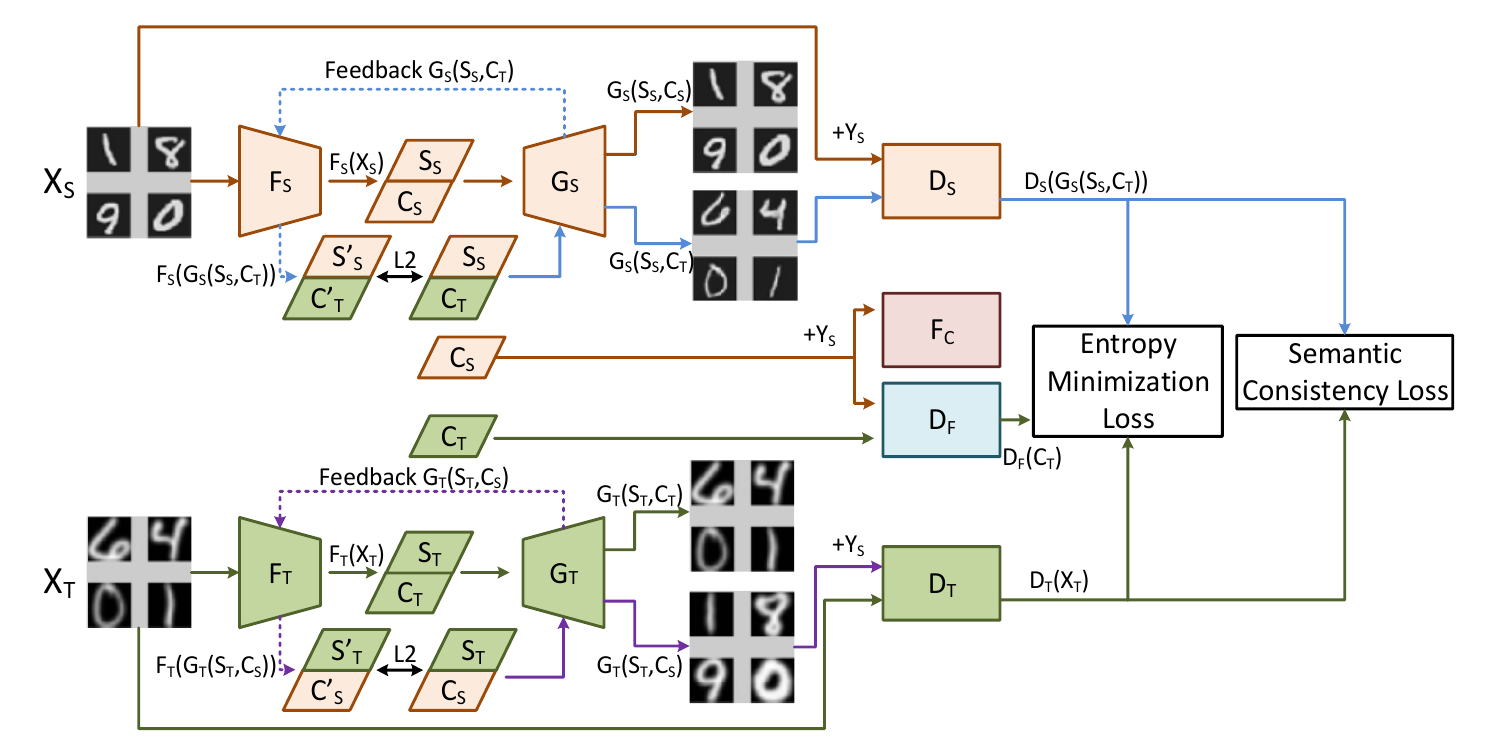 Feedback G_S(S_S,C_T)
G_S(S_S,C_S)
1 8
9 0
+Y_S
X_S
1 8
9 0
F_S
F_S(X_S)
S_S
C_S
G_S
D_S
D_S(G_S(S_S,C_T))
6 4
0 1
G_S(S_S,C_T)
F_S(G_S(S_S,C_T))
S'_S
C'_T
L2
S_S
C_T
C_S
+Y_S
F_C
Entropy
Minimization
Loss
Semantic
Consistency Loss
C_T
D_F
D_F(C_T)
Feedback G_T(S_T,C_S)
G_T(S_T,C_T)
6 4
0 1
X_T
6 4
0 1
F_T
F_T(X_T)
S_T
C_T
G_T
+Y_S
D_T
D_T(X_T)
1 8
9 0
G_T(S_T,C_S)
F_T(G_T(S_T,C_S))
S'_T
C'_S
L2
S_T
C_S